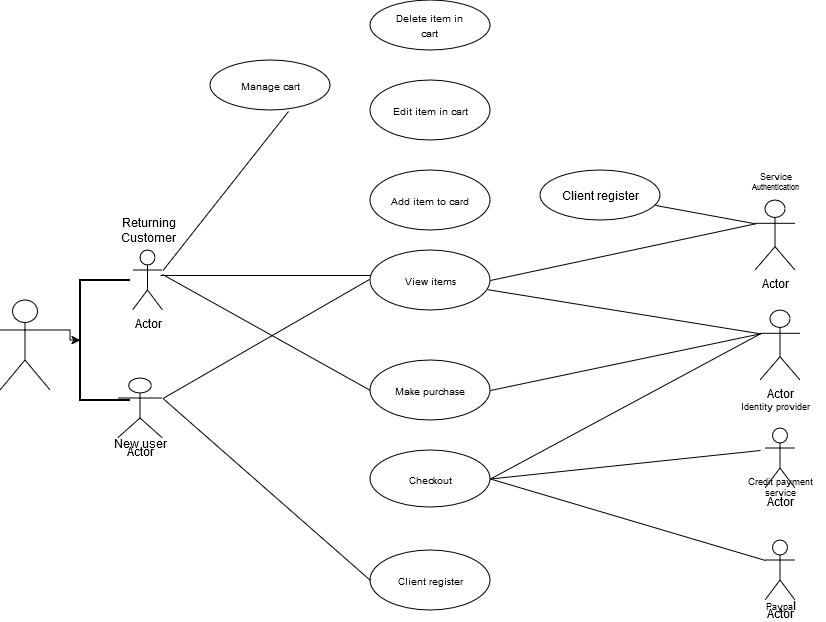 Delete item in
cart
Manage cart
Edit item in cart
Service
Authentication
Client register
Add item to card
Returning
Customer
View items
Actor
Actor
Make purchase
Actor
Identity provider
New user
Actor
Checkout
Credit payment
service
Actor
Client register
Paypal
Actor